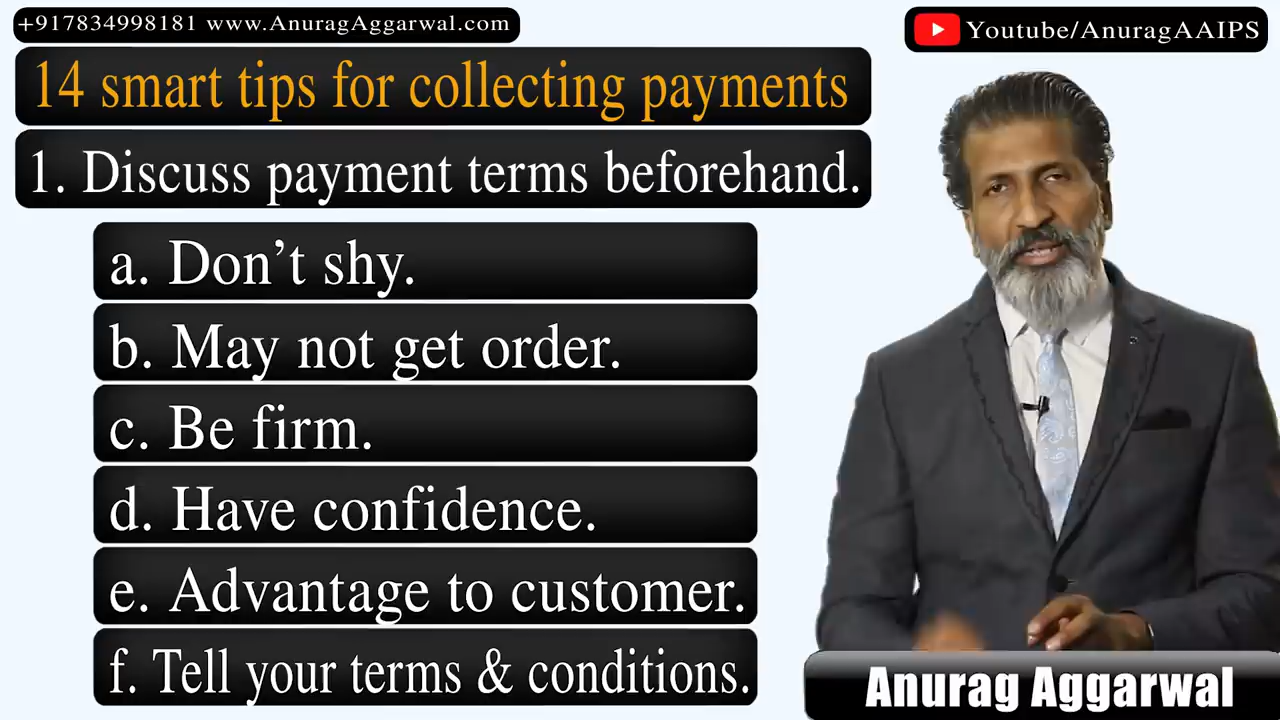 +917834998181 www.AnuragAggarwal.com
Youtube/AnuragAAIPS
14 smart tips for collecting payments
1. Discuss payment terms beforehand.
a. Don’t shy.
b. May not get order.
c. Be firm.
d. Have confidence.
e. Advantage to customer.
f. Tell your terms & conditions.
Anurag Aggarwal